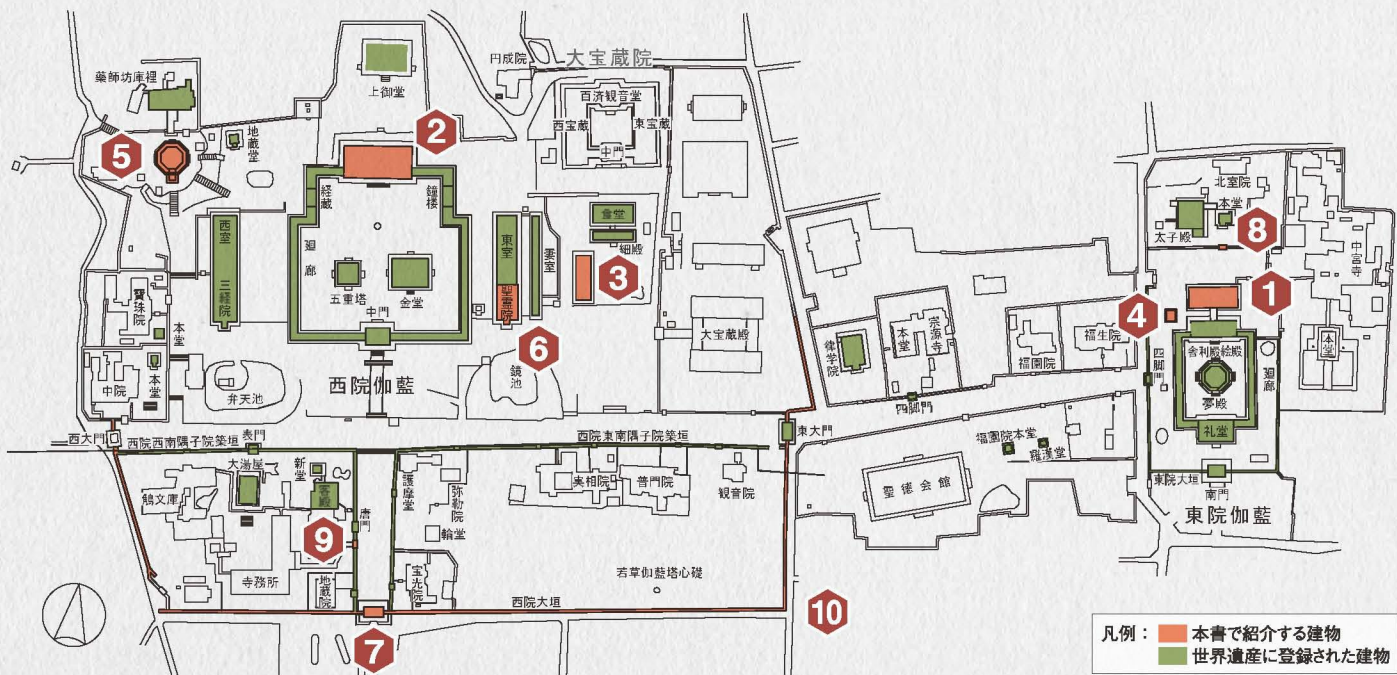 薬師坊庫裡
上御堂
円成院
大宝蔵院
百済観音堂
西宝蔵
東宝蔵
中門
2
5
地蔵堂
経蔵
鐘楼
西室
三経院
廻廊
五重塔
金堂
中門
東室
聖霊院
妻室
食堂
細殿
3
6
鏡池
大宝蔵殿
寶珠院
本堂
中院
本堂
弁天池
西院伽藍
西大門
西院西南隅子院築垣
表門
西院東南隅子院築垣
東大門
大湯屋
新堂
客殿
唐門
護摩堂
弥勒院
輪堂
実相院
普門院
観音院
9
寺務所
地蔵院
宝光院
若草伽藍塔心礎
西院大垣
7
10
律学院
本堂
宗源寺
福園院
福生院
四脚門
福園院本堂
羅漢堂
聖徳会館
北室院
本堂
太子殿
8
中宮寺
1
4
四脚門
舎利殿絵殿
廻廊
夢殿
礼堂
本堂
東院大垣
南門
東院伽藍
凡例:
本書で紹介する建物
世界遺産に登録された建物